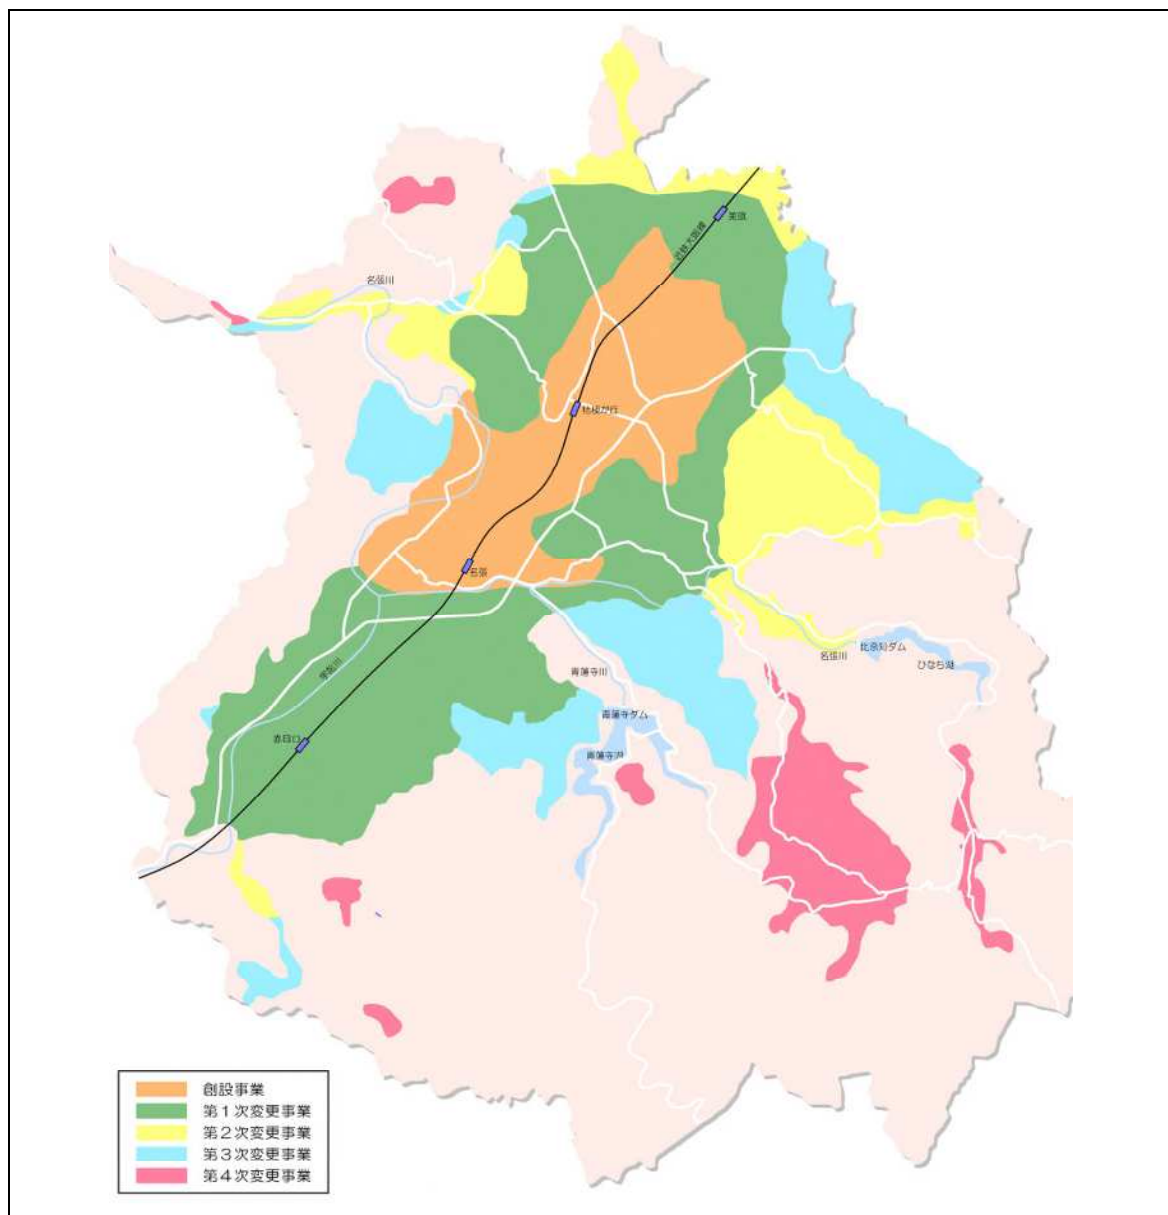 美旗
近鉄大阪線
名張川
桔梗が丘
名張
比奈知ダム
名張川
ひなち湖
青蓮寺川
宇陀川
青蓮寺ダム
赤目口
青蓮寺湖
創設事業
第1次変更事業
第2次変更事業
第3次変更事業
第4次変更事業